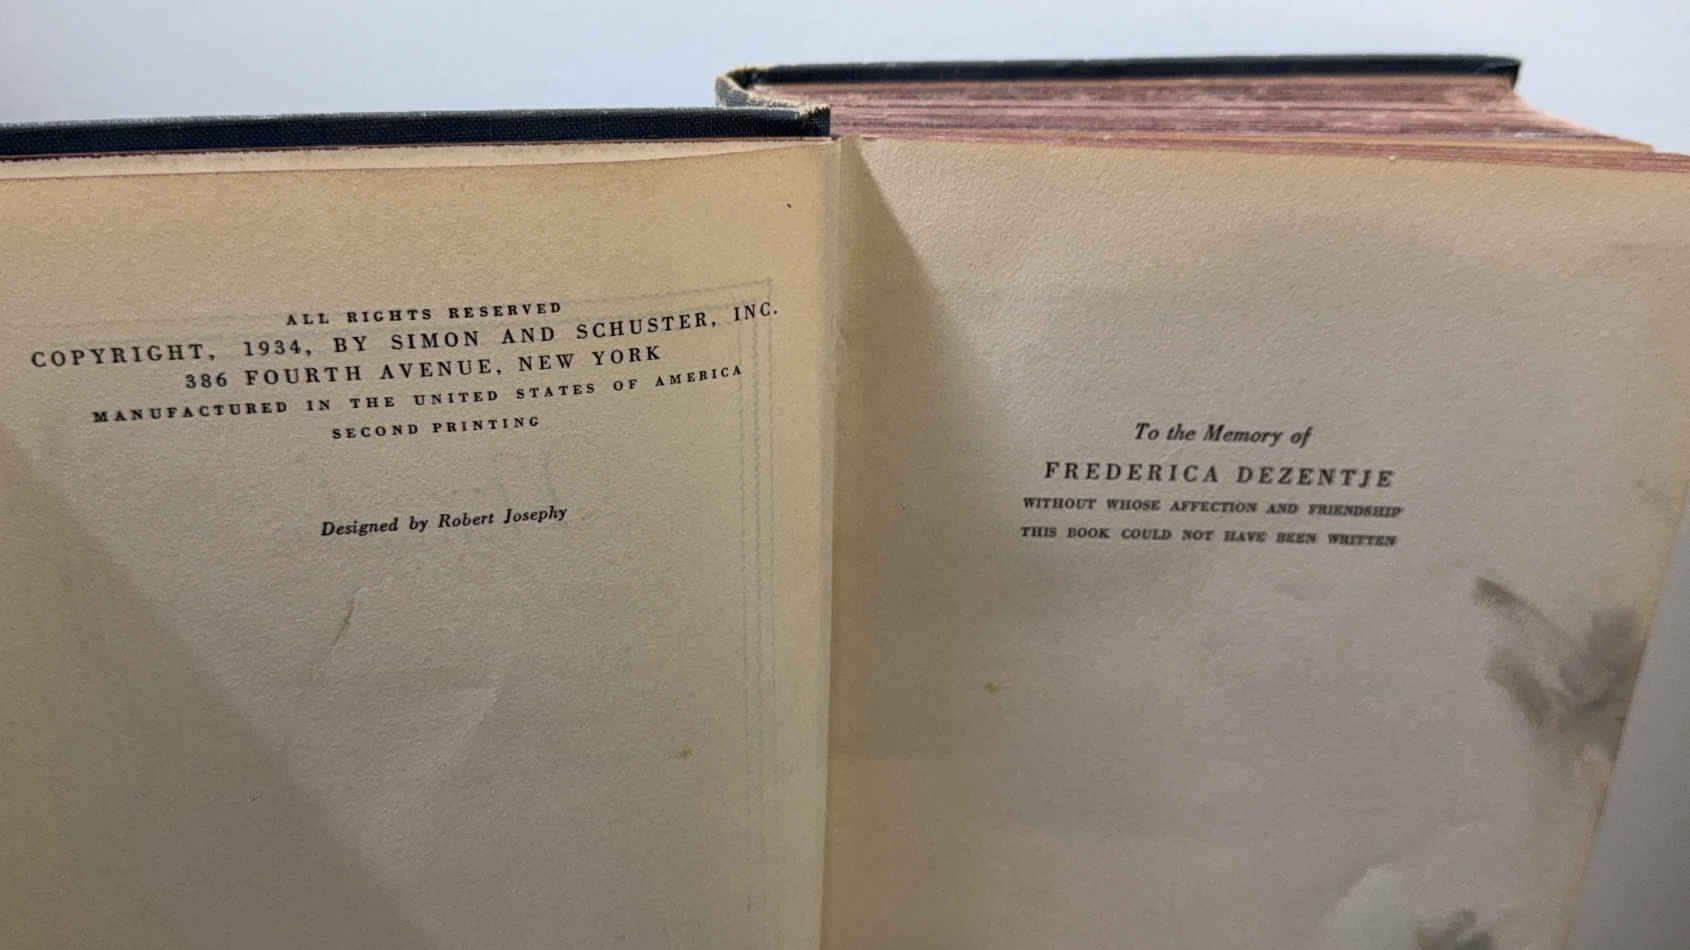 ALL RIGHTS RESERVED
COPYRIGHT, 1934, BY SIMON AND SCHUSTER, INC.
386 FOURTH AVENUE, NEW YORK
MANUFACTURED IN THE UNITED STATES OF AMERICA
SECOND PRINTING
Designed by Robert Josephy
To the Memory of
FREDERICA DEZENTJE
WITHOUT WHOSE AFFECTION AND FRIENDSHIP
THIS BOOK COULD NOT HAVE BEEN WRITTEN